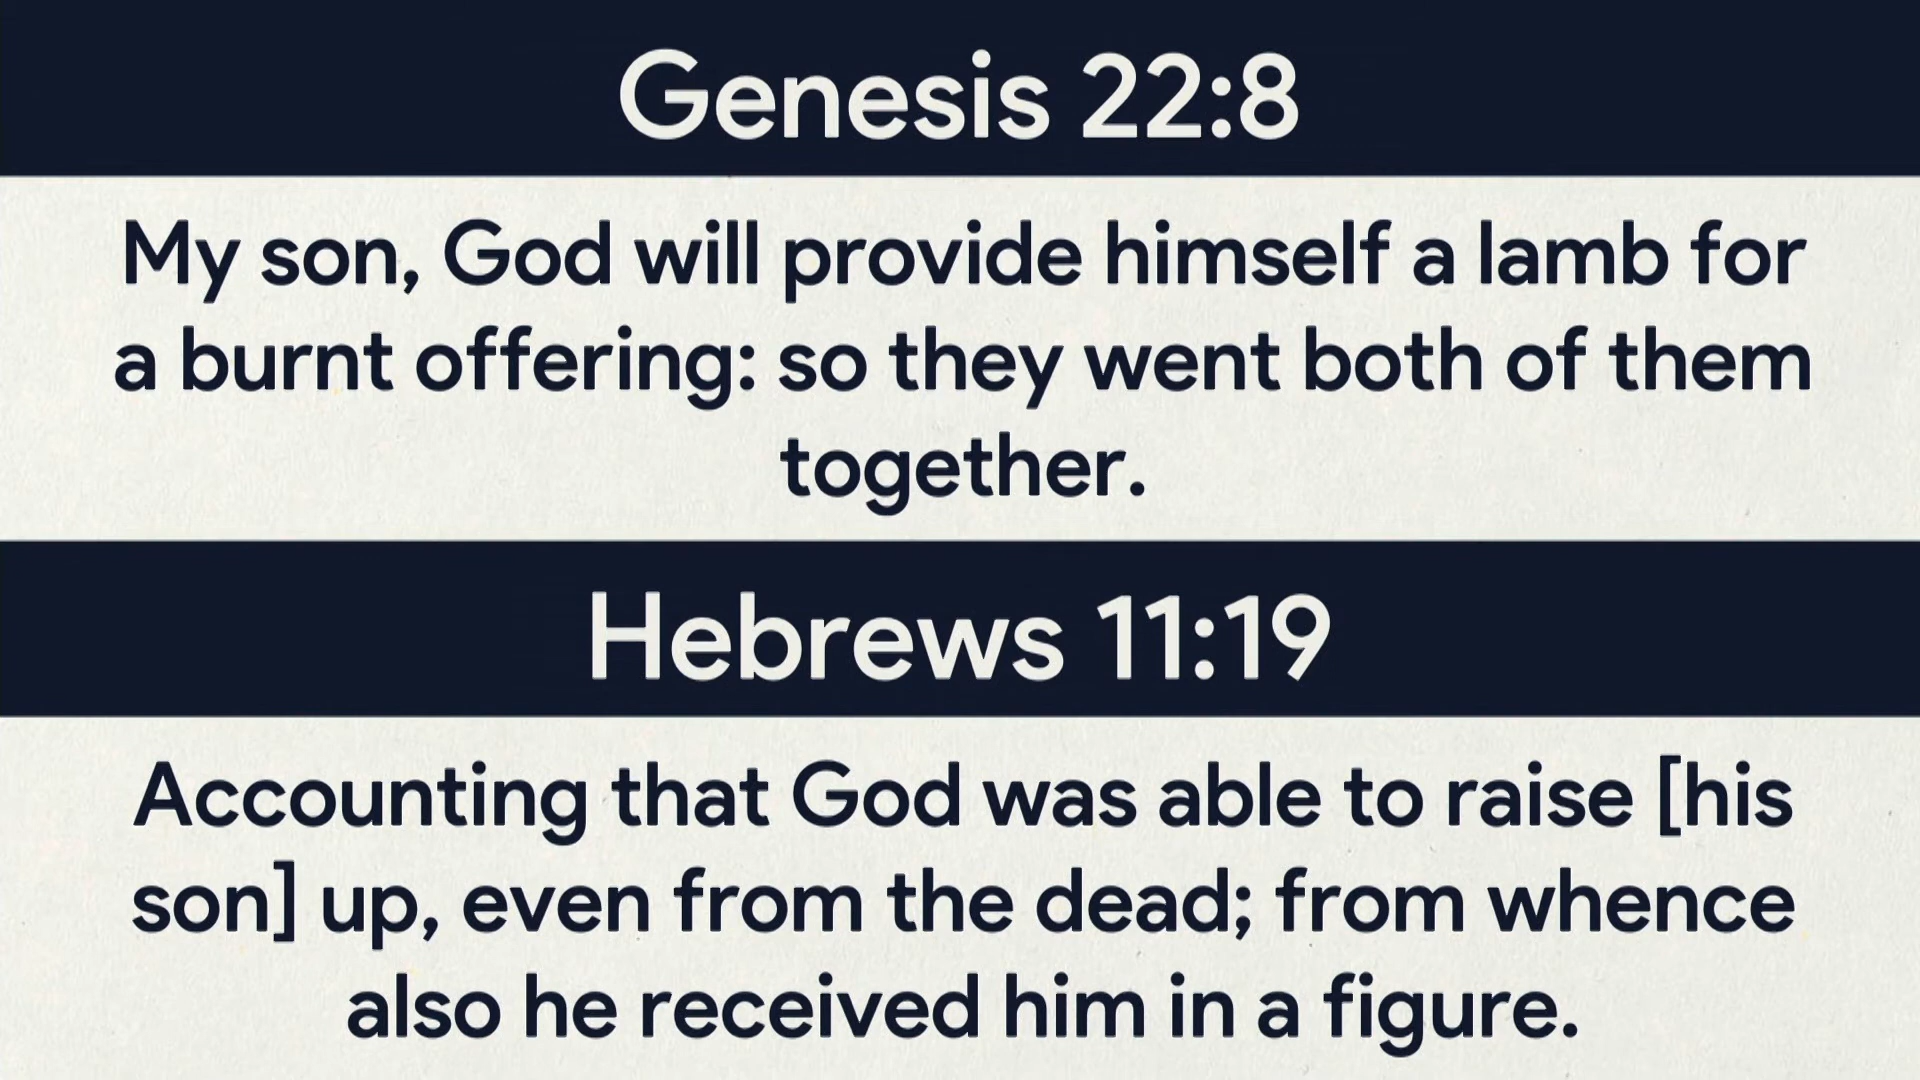 Genesis 22:8
My son, God will provide himself a lamb for
a burnt offering: so they went both of them
together.
Hebrews 11:19
Accounting that God was able to raise [his
son] up, even from the dead; from whence
also he received him in a figure.